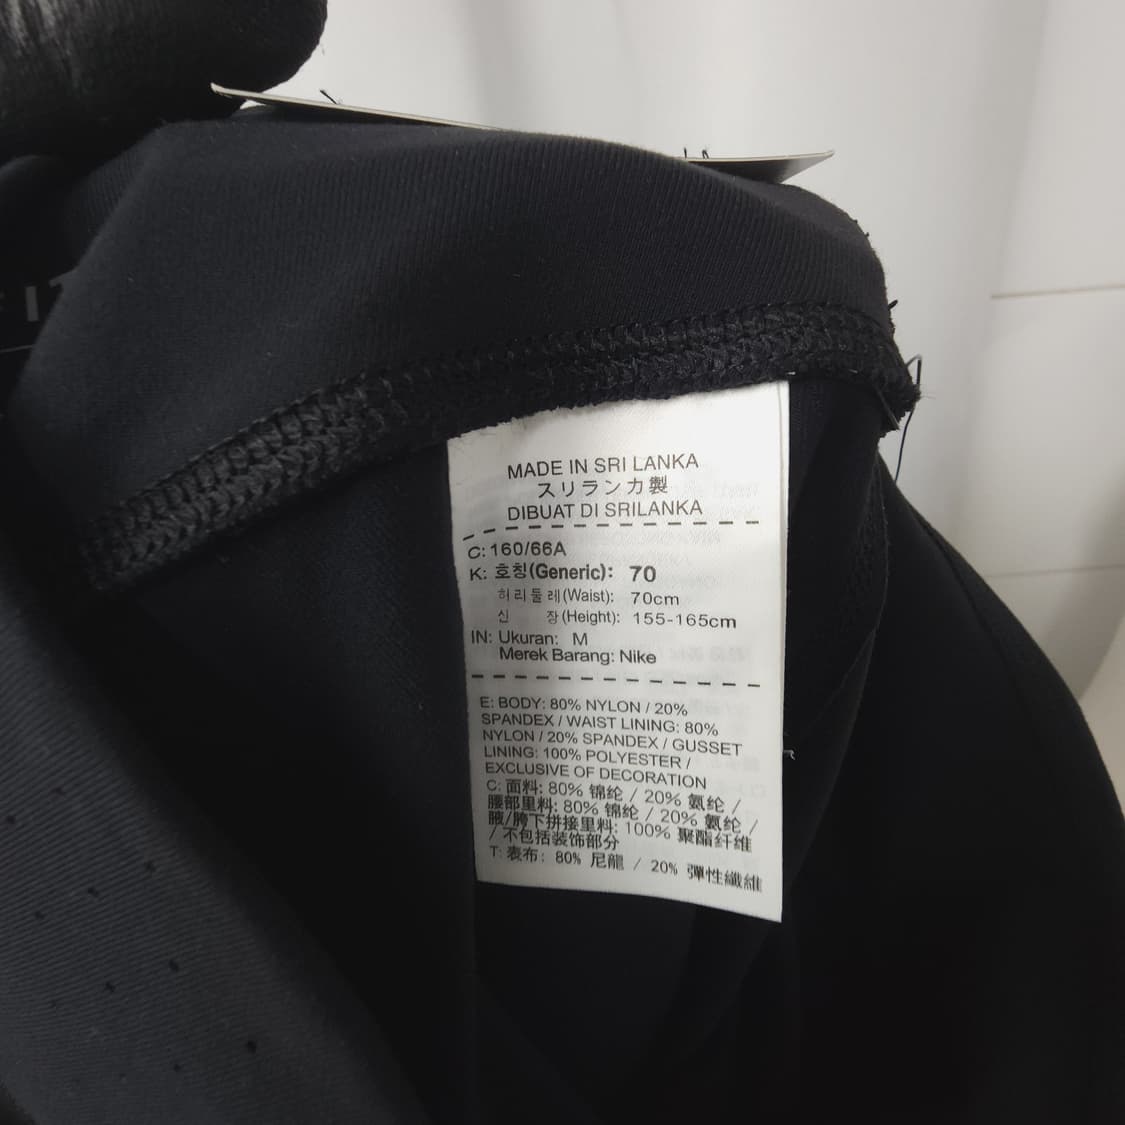 MADE IN SRI LANKA
スリランカ製
DIBUAT DI SRILANKA
C: 160/66A
K: 호칭(Generic): 70
허리둘레(Waist): 70cm
신 장(Height): 155-165cm
IN: Ukuran: M
Merek Barang: Nike
E: BODY: 80% NYLON / 20%
SPANDEX / WAIST LINING: 80%
NYLON / 20% SPANDEX / GUSSET
LINING: 100% POLYESTER /
EXCLUSIVE OF DECORATION
C: 面料: 80% 锦纶 / 20% 氨纶 /
腰部里料: 80% 锦纶 / 20% 氨纶 /
腋/胯下拼接里料: 100% 聚酯纤维
/ 不包括装饰部分
T: 表布: 80% 尼龍 / 20% 彈性纖維